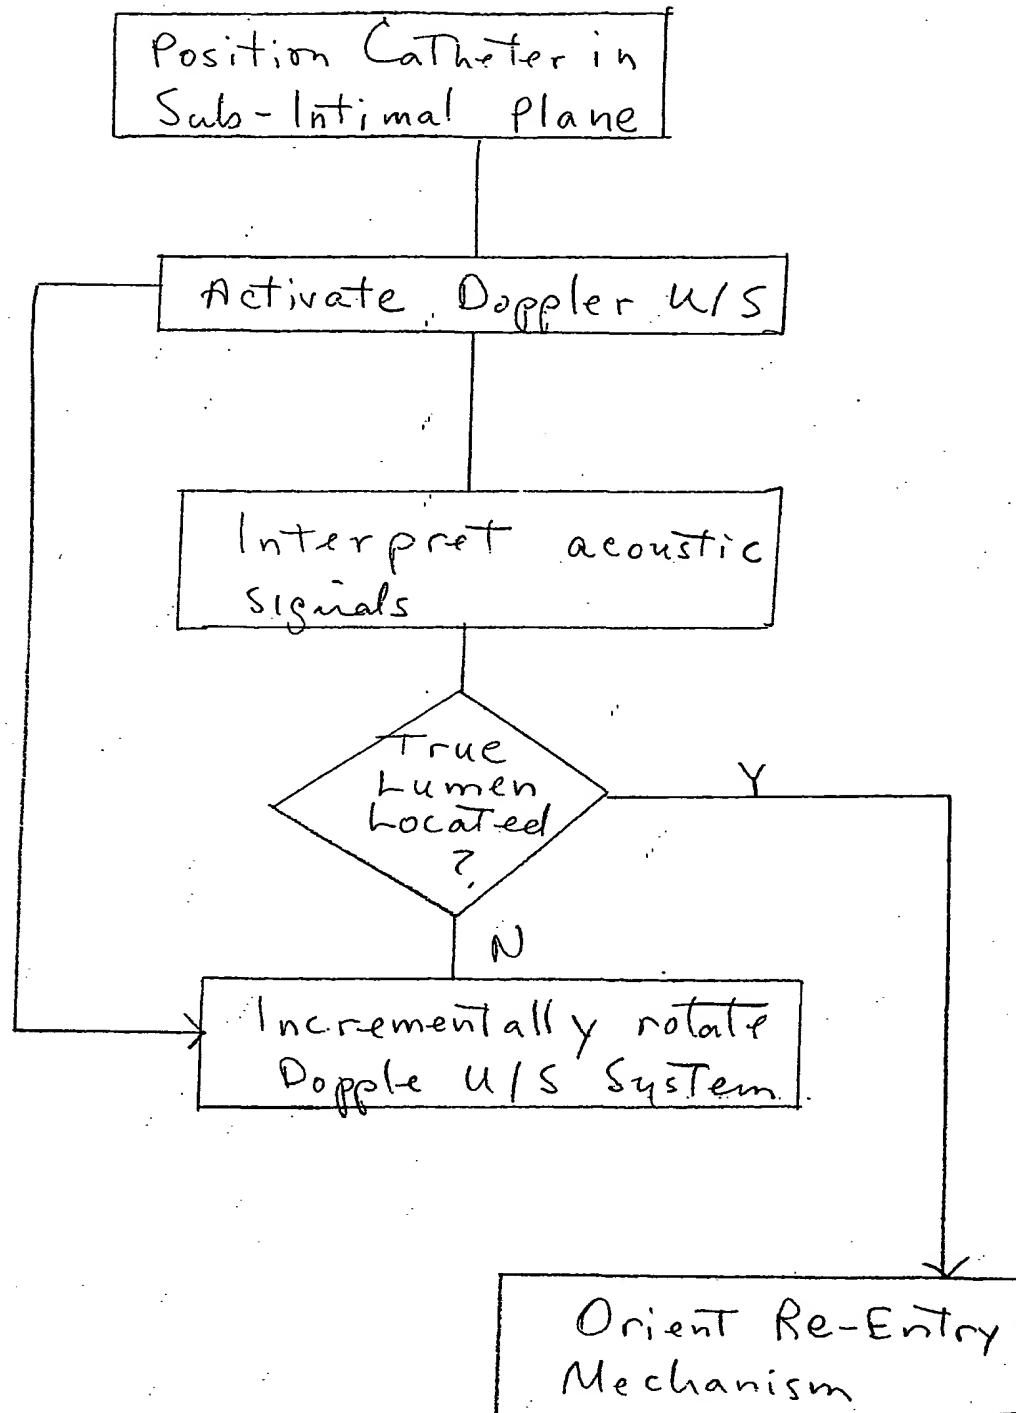 Position Catheter in
Sub-Intimal Plane
Activate Doppler U/S
Interpret acoustic
signals
True
Lumen
Located
?
Y
N
Incrementally rotate
Dopple U/S System
Orient Re-Entry
Mechanism